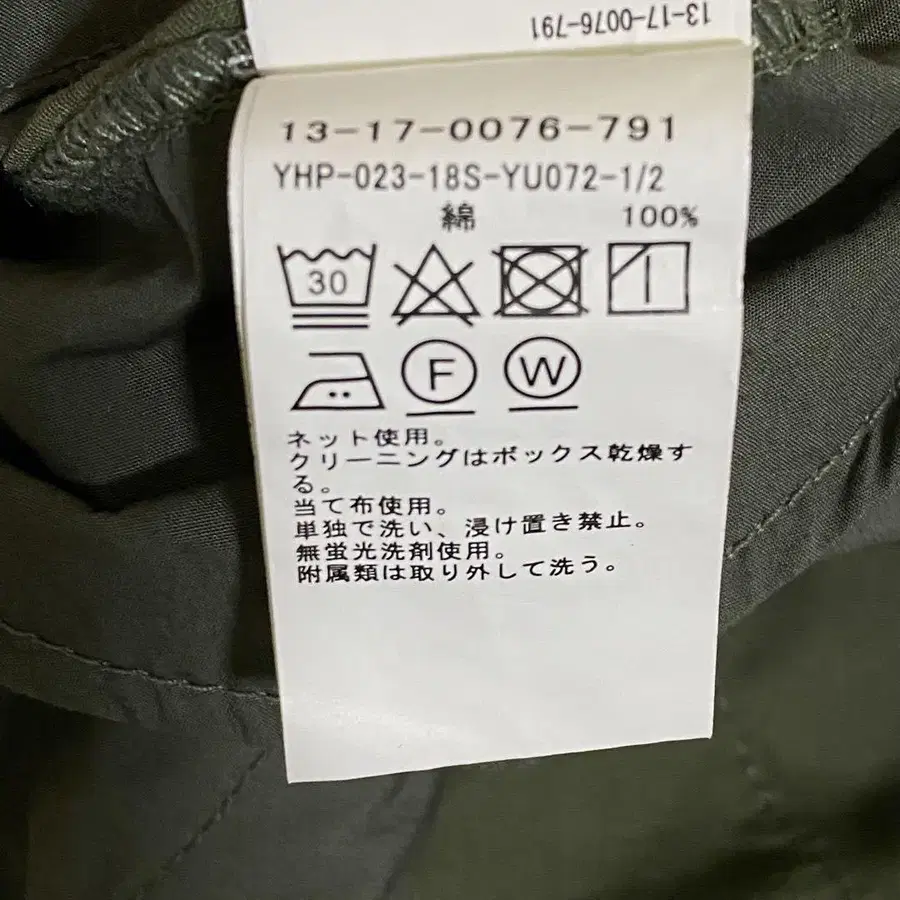 13-17-0076-791
13-17-0076-791
YHP-023-18S-YU072-1/2
綿 100%
30
F W
ネット使用。
クリーニングはボックス乾燥す
る。
当て布使用。
単独で洗い、浸け置き禁止。
無蛍光洗剤使用。
附属類は取り外して洗う。